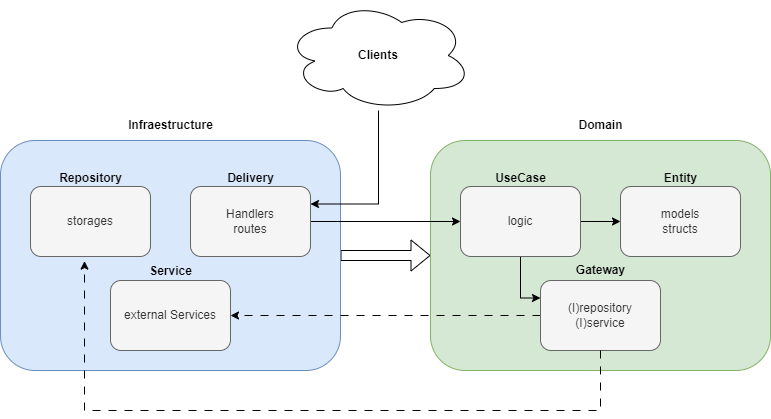 Clients
Infraestructure
Domain
Repository
Delivery
UseCase
Entity
storages
Handlers
routes
logic
models
structs
Service
Gateway
external Services
(I)repository
(I)service